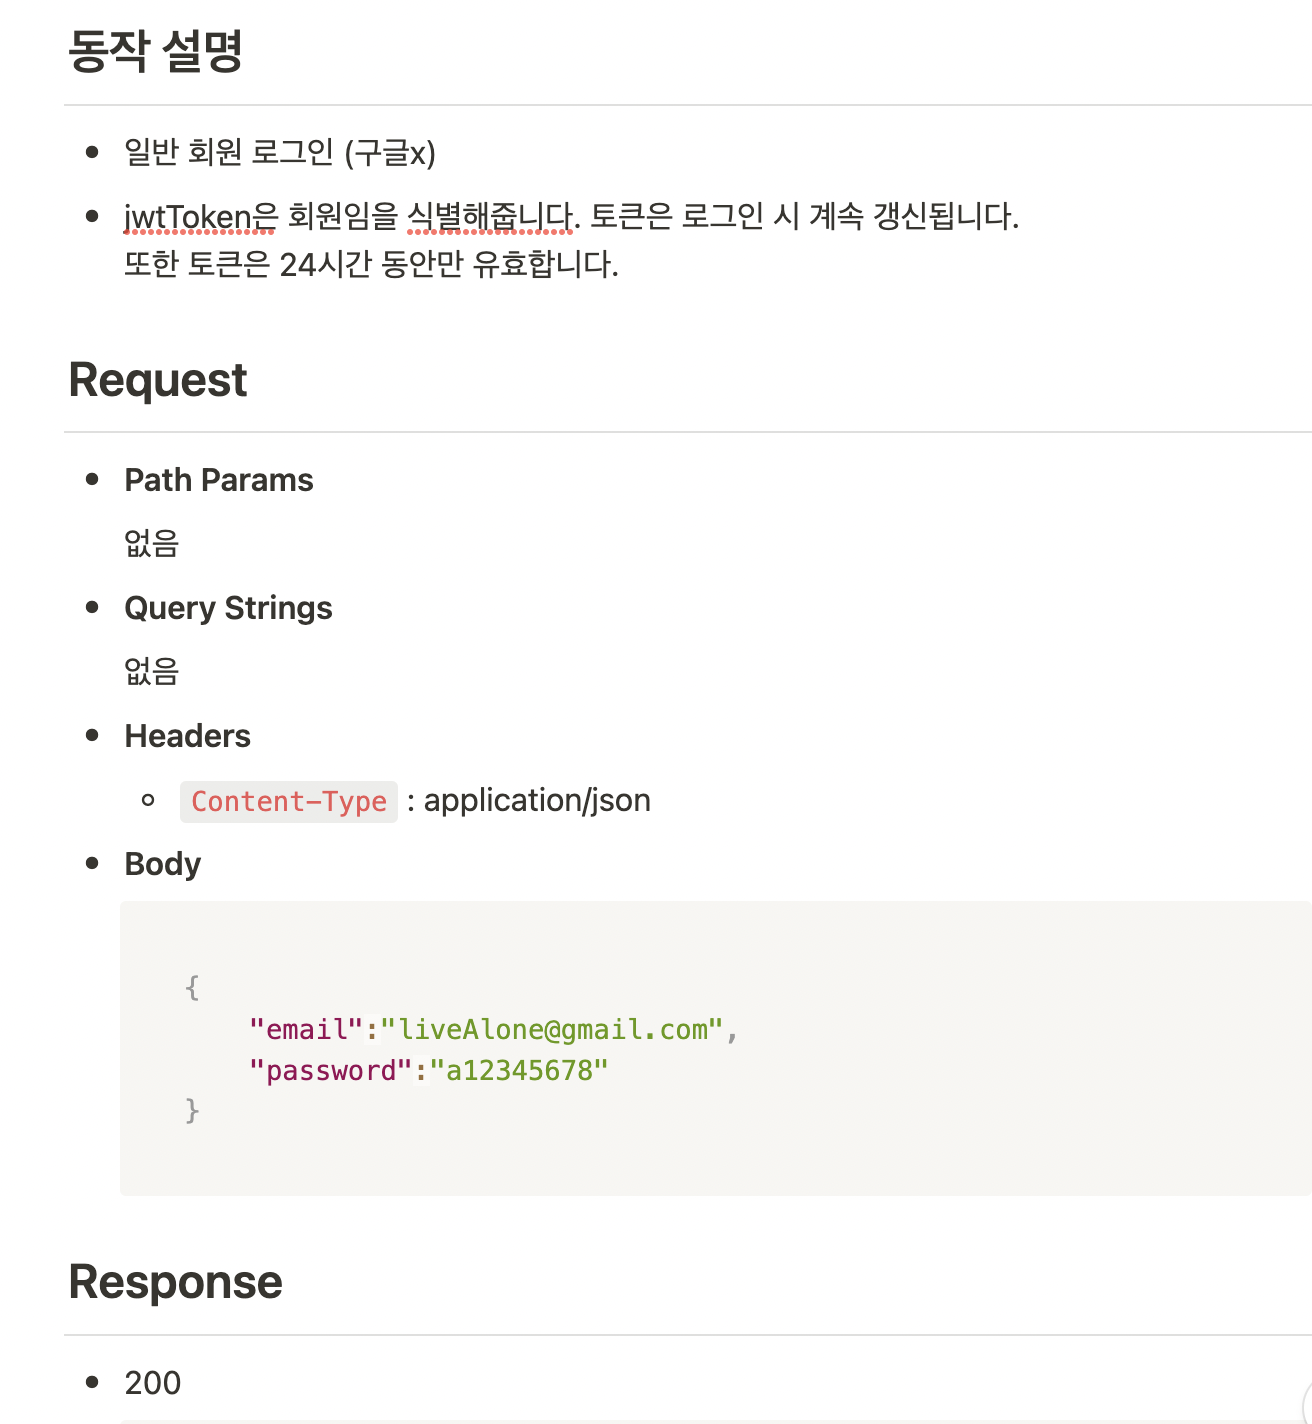 동작 설명
일반 회원 로그인 (구글x)
jwtToken은 회원임을 식별해줍니다. 토큰은 로그인 시 계속 갱신됩니다.
또한 토큰은 24시간 동안만 유효합니다.
Request
Path Params
없음
Query Strings
없음
Headers
Content-Type : application/json
Body
{
"email":"liveAlone@gmail.com",
"password":"a12345678"
}
Response
200